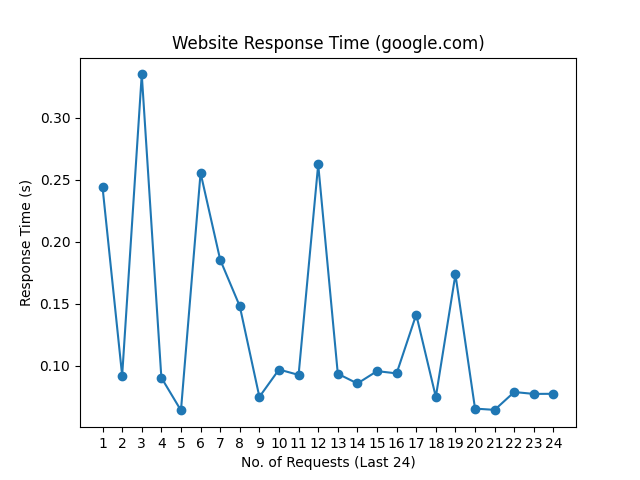 Website Response Time (google.com)
0.30
0.25
0.20
0.15
0.10
Response Time (s)
1 2 3 4 5 6 7 8 9 10 11 12 13 14 15 16 17 18 19 20 21 22 23 24
No. of Requests (Last 24)